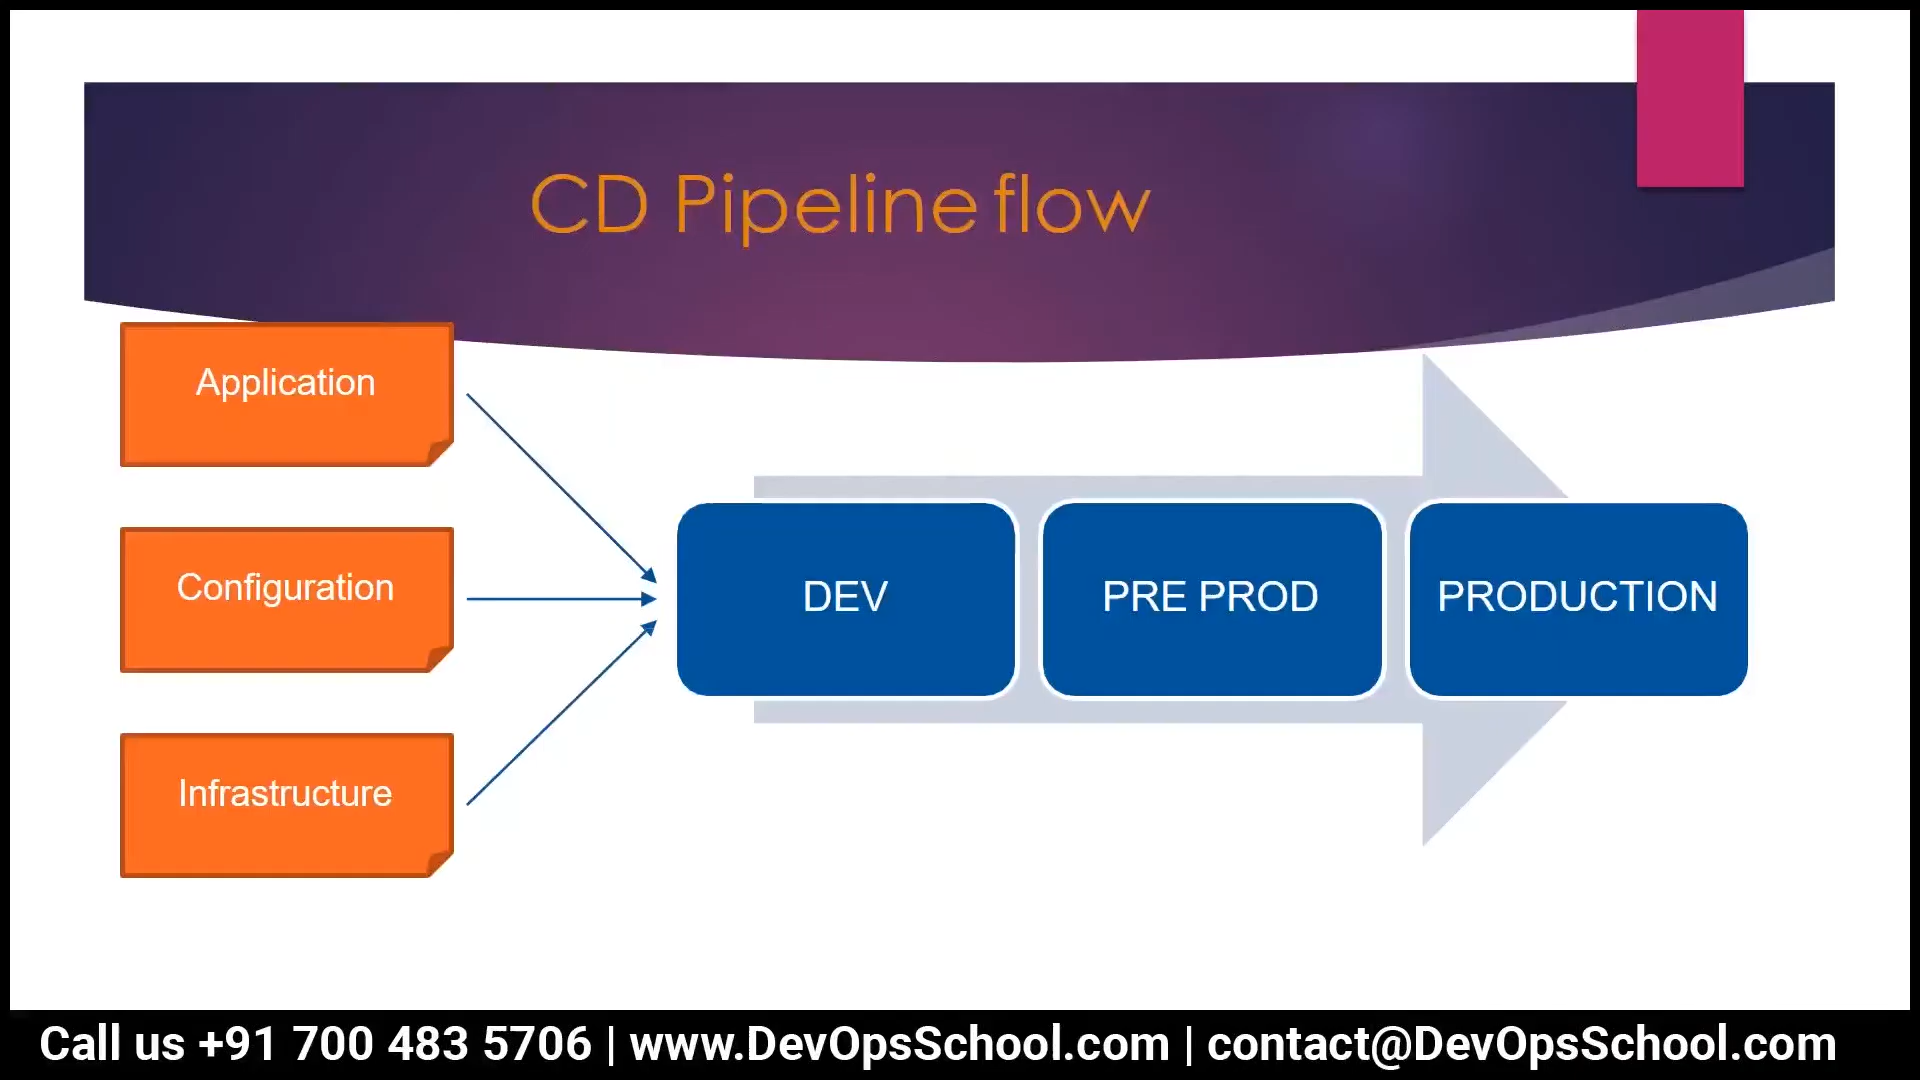 CD Pipeline flow
Application
Configuration
Infrastructure
DEV
PRE PROD
PRODUCTION
Call us +91 700 483 5706 | www.DevOpsSchool.com | contact@DevOpsSchool.com